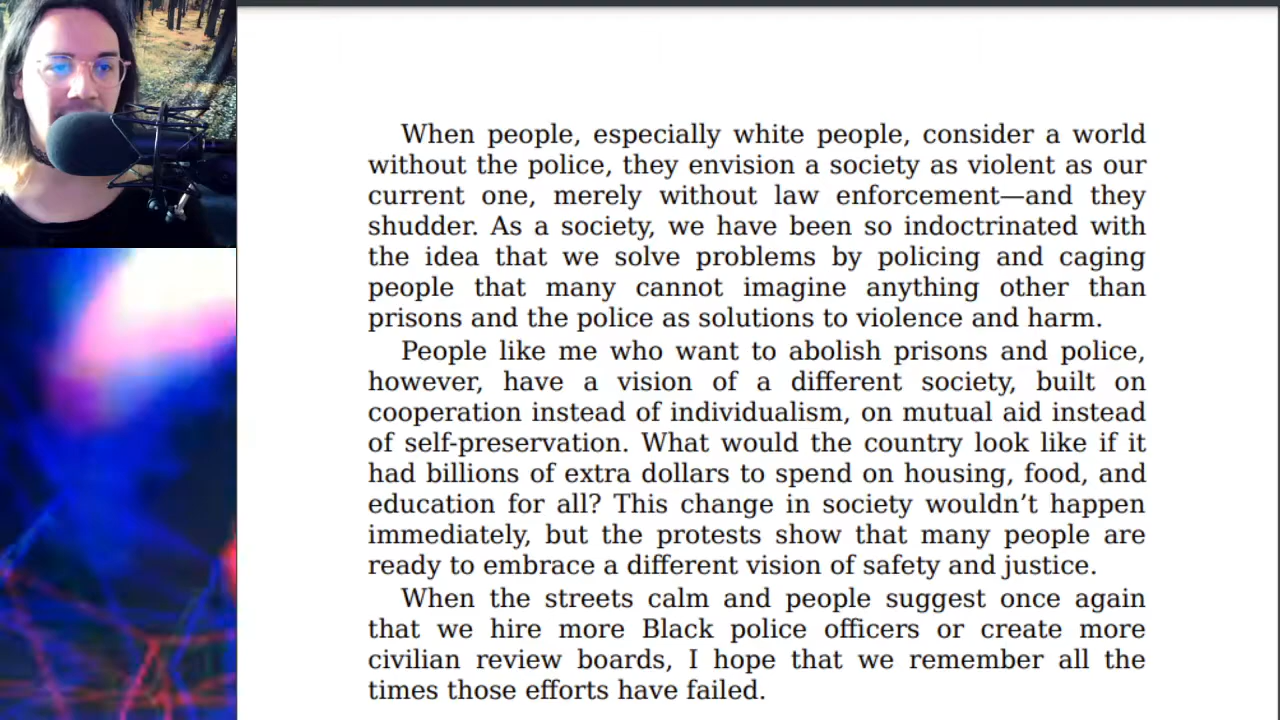 When people, especially white people, consider a world
without the police, they envision a society as violent as our
current one, merely without law enforcement—and they
shudder. As a society, we have been so indoctrinated with
the idea that we solve problems by policing and caging
people that many cannot imagine anything other than
prisons and the police as solutions to violence and harm.
People like me who want to abolish prisons and police,
however, have a vision of a different society, built on
cooperation instead of individualism, on mutual aid instead
of self-preservation. What would the country look like if it
had billions of extra dollars to spend on housing, food, and
education for all? This change in society wouldn’t happen
immediately, but the protests show that many people are
ready to embrace a different vision of safety and justice.
When the streets calm and people suggest once again
that we hire more Black police officers or create more
civilian review boards, I hope that we remember all the
times those efforts have failed.